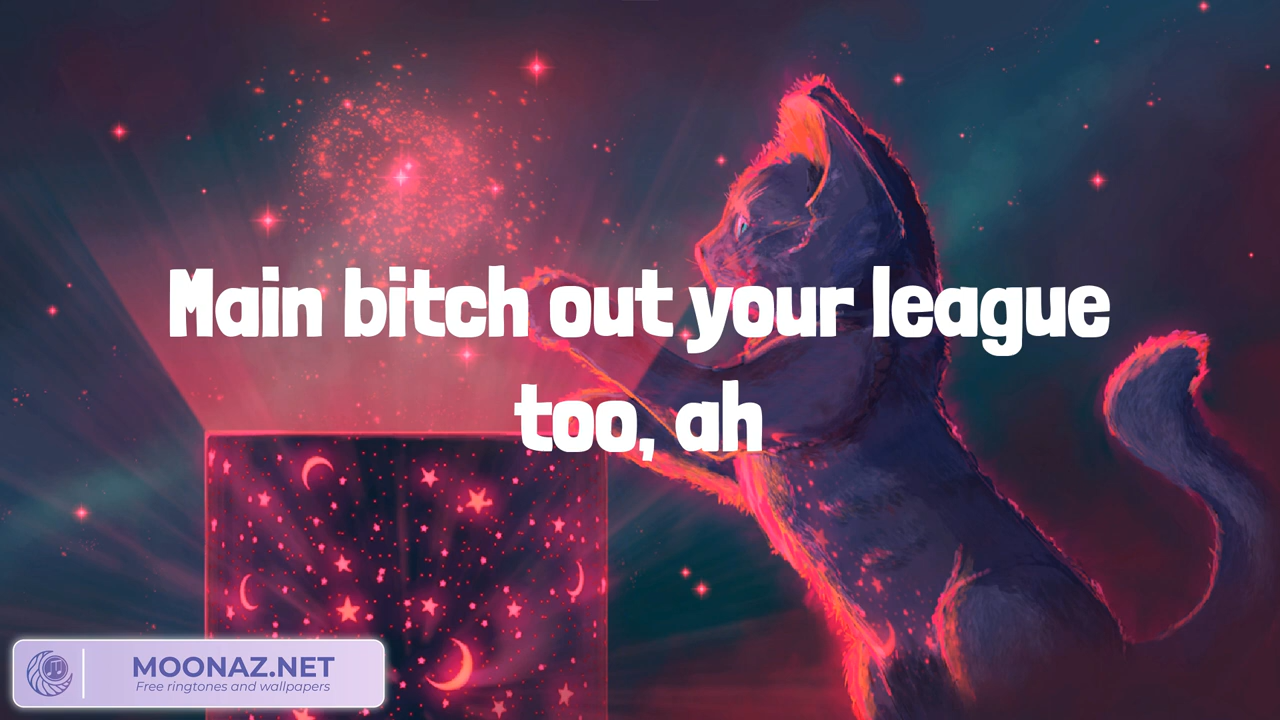 Main bitch out your league
too, ah
MOONAZ.NET
Free ringtones and wallpapers